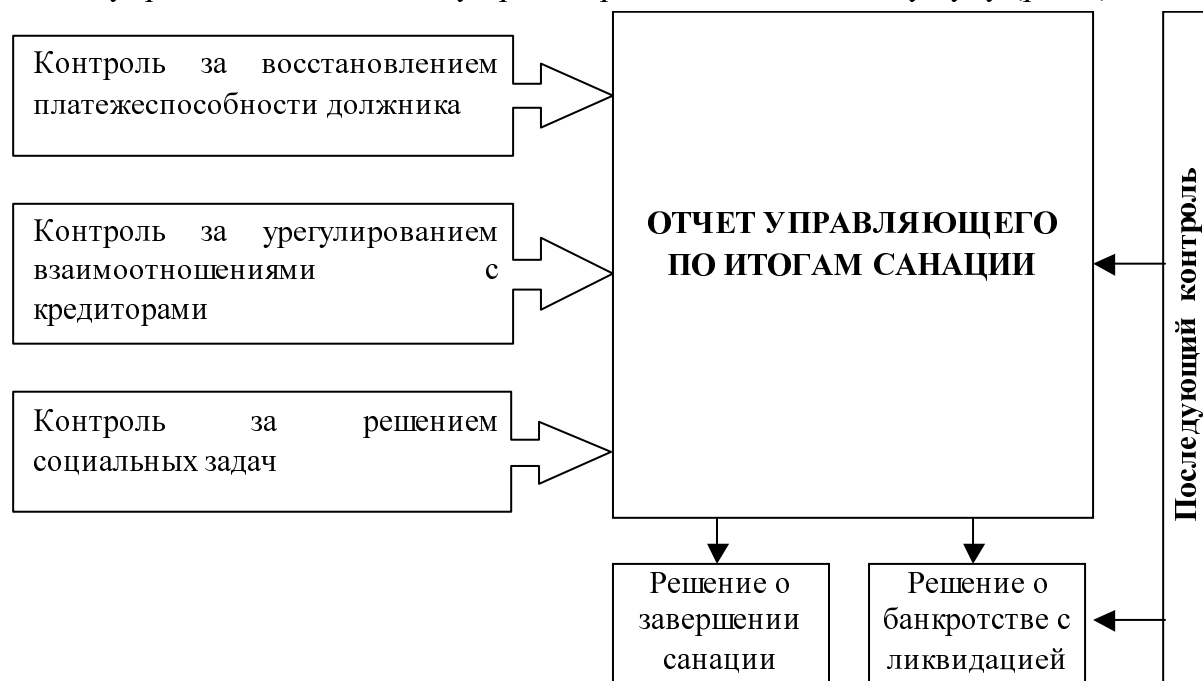 Контроль за восстановлением
платежеспособности должника
Контроль за урегулированием
взаимоотношениями с
кредиторами
Контроль за решением
социальных задач
ОТЧЕТ УПРАВЛЯЮЩЕГО
ПО ИТОГАМ САНАЦИИ
Решение о
завершении
санации
Решение о
банкротстве с
ликвидацией
Последующий контроль